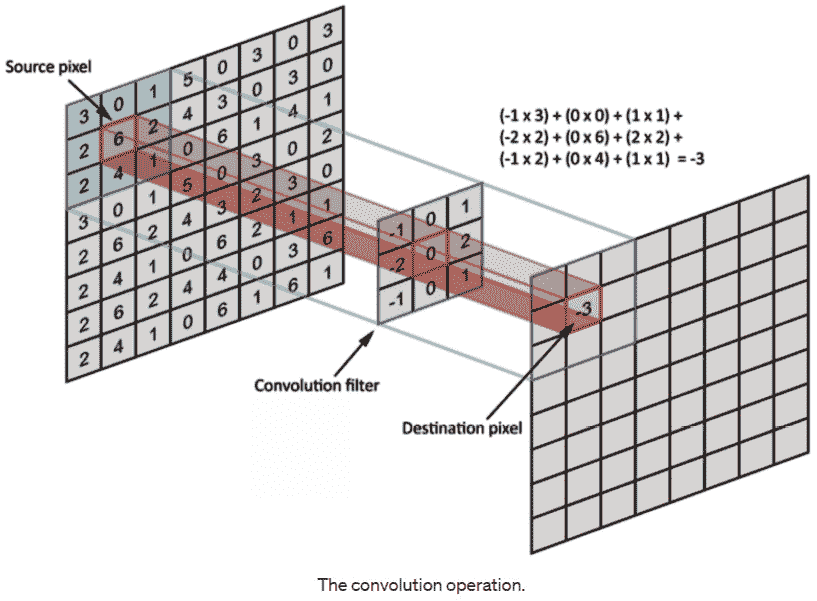 Source pixel
3 0 1 5 0 3 0 3
2 6 2 4 3 0 3 0
2 4 1 0 6 1 4 1
3 0 1 5 0 3 0 2
2 6 2 4 3 2 3 0
2 4 1 0 6 2 1 1
2 6 2 4 4 0 3 6
2 4 1 0 6 1 6 1
-1 0 1
-2 0 2
-1 0 1
Convolution filter
(-1 x 3) + (0 x 0) + (1 x 1) +
(-2 x 2) + (0 x 6) + (2 x 2) +
(-1 x 2) + (0 x 4) + (1 x 1) = -3
-3
Destination pixel
The convolution operation.